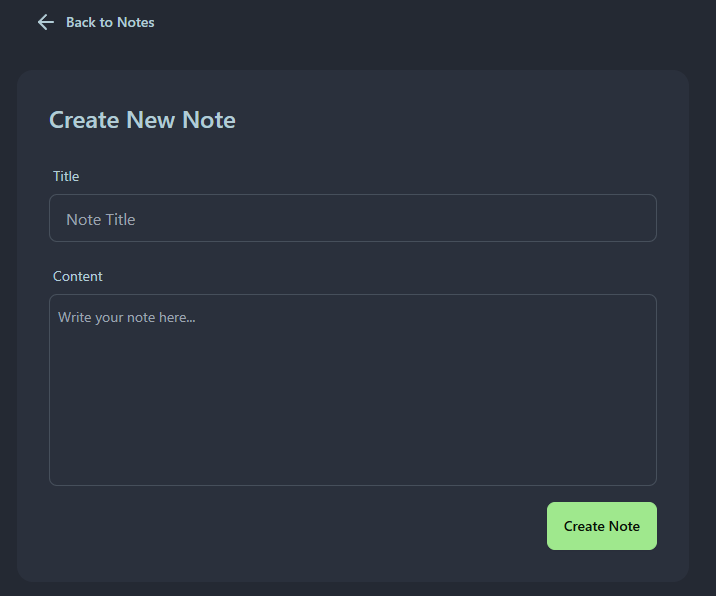 Back to Notes
Create New Note
Title
Note Title
Content
Write your note here...
Create Note